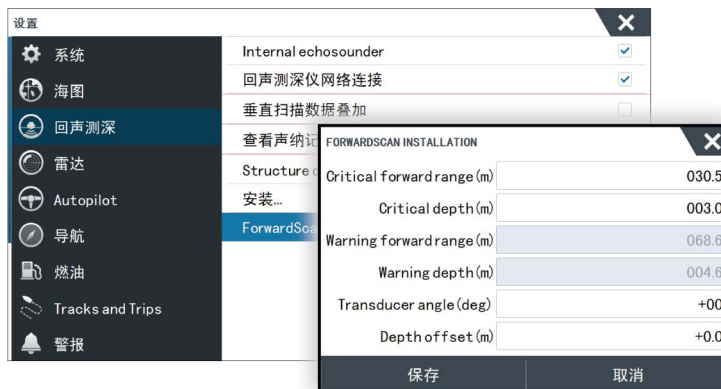 设置
系统
海图
回声测深
雷达
Autopilot
导航
燃油
Tracks and Trips
警报
Internal echosounder
回声测深仪网络连接
垂直扫描数据叠加
查看声纳记
Structure
安装...
ForwardSca
FORWARDSCAN INSTALLATION
Critical forward range (m) 030.5
Critical depth (m) 003.0
Warning forward range (m) 068.6
Warning depth (m) 004.6
Transducer angle (deg) +00
Depth offset (m) +0.0
保存 取消